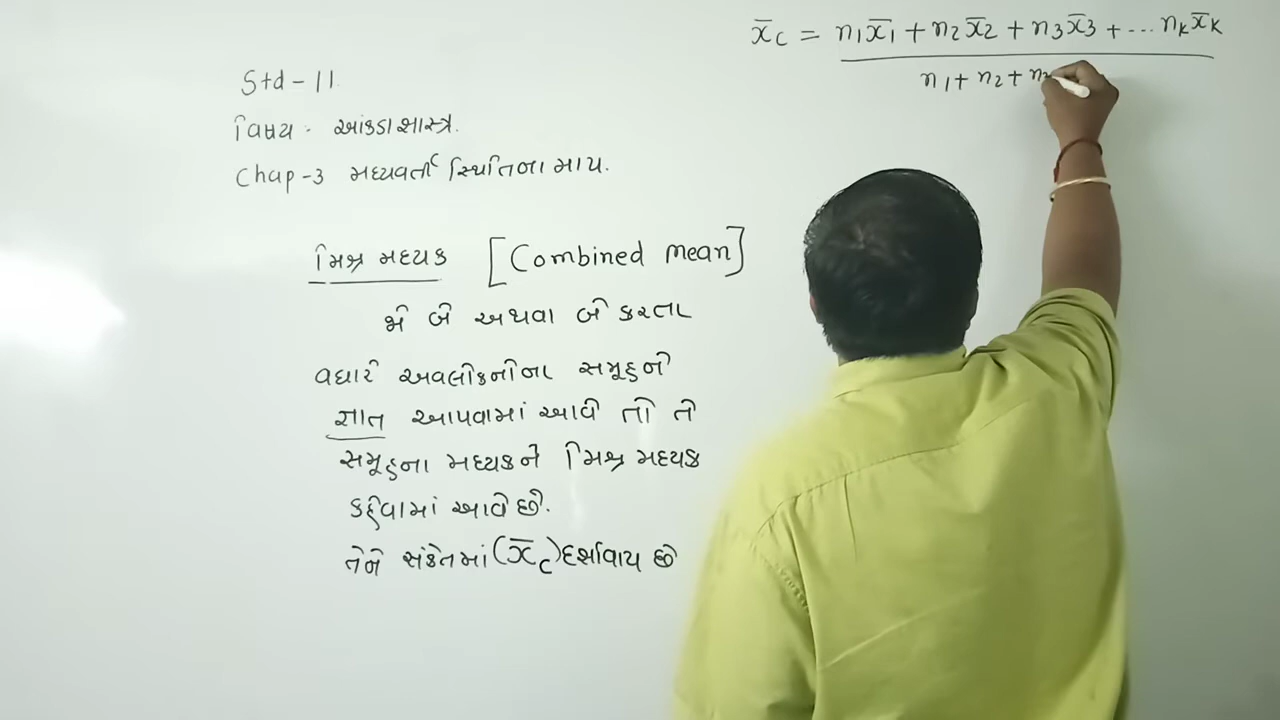 Std - 11
વિષય : આંકડાશાસ્ત્ર.
Chap-3 મધ્યવર્તી સ્થિતિના માપ.
મિશ્ર મધ્યક [Combined mean]
જો બે અથવા બે કરતા
વધારે અવલોકનોના સમૂહની
જ્ઞાત આપવામાં આવી તો તે
સમૂહના મધ્યકને મિશ્ર મધ્યક
કહેવામાં આવે છે.
તેને સંકેતમાં (x̄c) દર્શાવાય છે
x̄c = n₁x̄₁ + n₂x̄₂ + n₃x̄₃ + ... nₖx̄ₖ
n₁ + n₂ + n₃